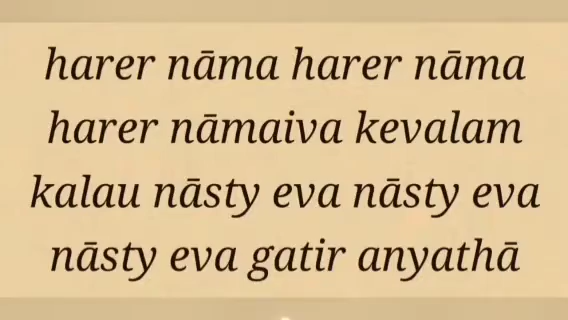 harer nāma harer nāma
harer nāmaiva kevalam
kalau nāsty eva nāsty eva
nāsty eva gatir anyathā